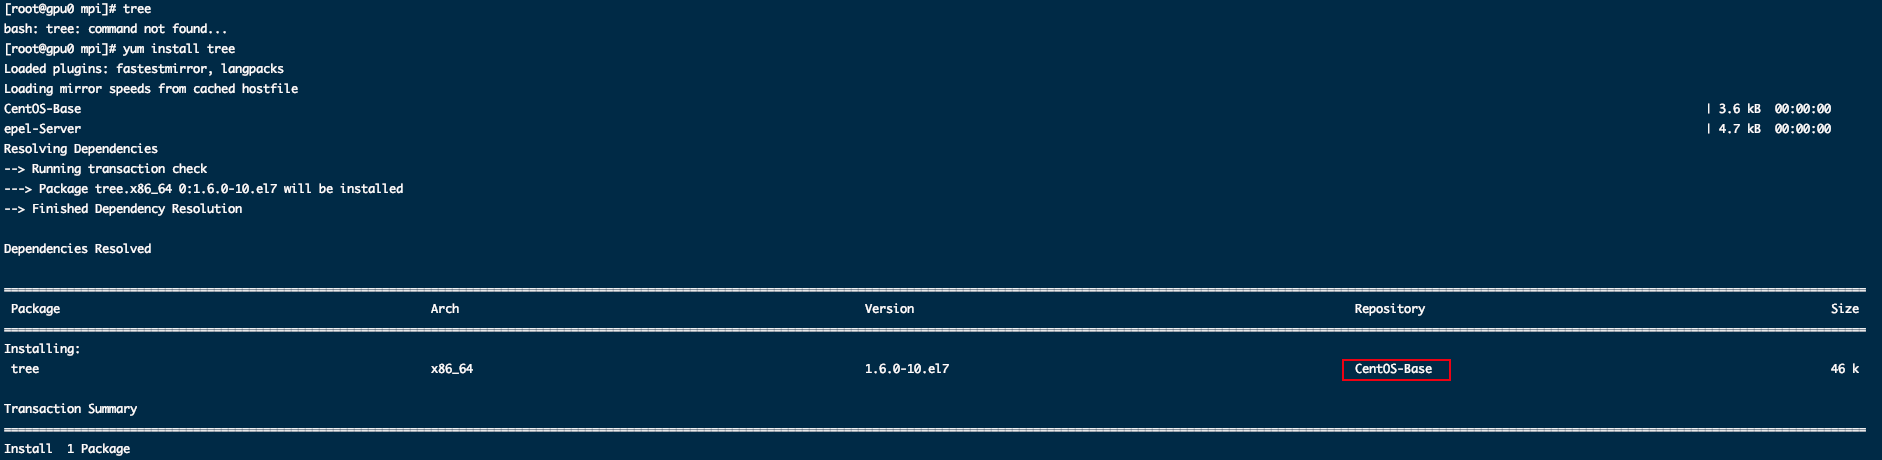 [root@gpu0 mpi]# tree
bash: tree: command not found...
[root@gpu0 mpi]# yum install tree
Loaded plugins: fastestmirror, langpacks
Loading mirror speeds from cached hostfile
CentOS-Base | 3.6 kB 00:00:00
epel-Server | 4.7 kB 00:00:00
Resolving Dependencies
--> Running transaction check
---> Package tree.x86_64 0:1.6.0-10.el7 will be installed
--> Finished Dependency Resolution
Dependencies Resolved
Package Arch Version Repository Size
Installing:
tree x86_64 1.6.0-10.el7 CentOS-Base 46 k
Transaction Summary
Install 1 Package